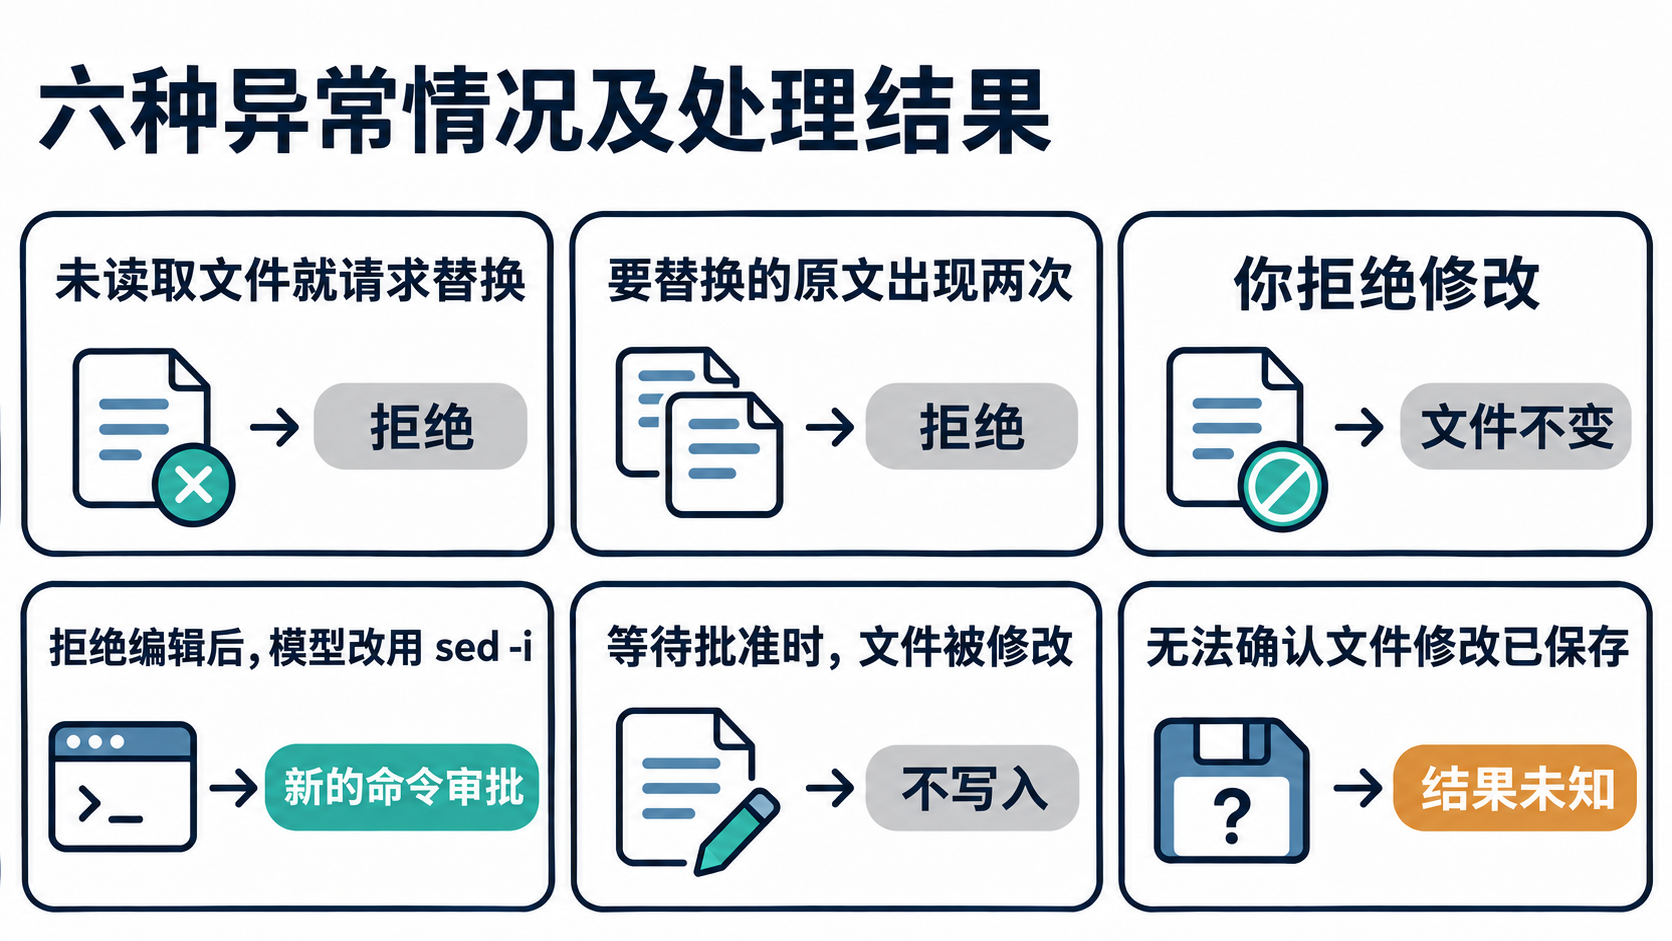 六种异常情况及处理结果
未读取文件就请求替换
拒绝
要替换的原文出现两次
拒绝
你拒绝修改
文件不变
拒绝编辑后，模型改用 sed -i
>_
新的命令审批
等待批准时，文件被修改
不写入
无法确认文件修改已保存
?
结果未知